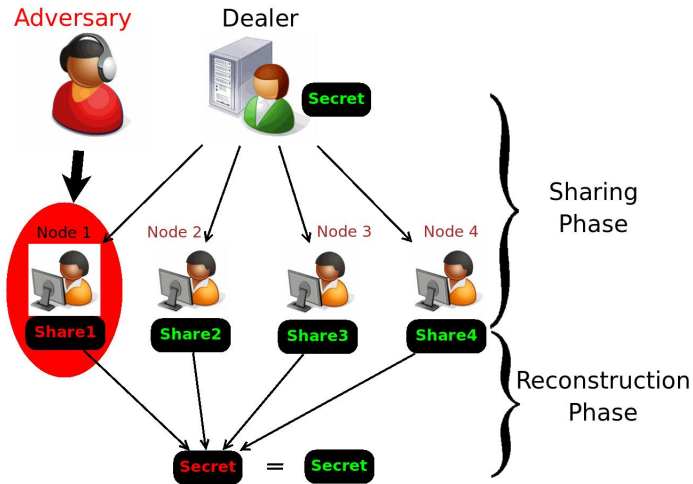 Adversary
Dealer
Secret
Sharing
Phase
Node 1
Node 2
Node 3
Node 4
Share1
Share2
Share3
Share4
Reconstruction
Phase
Secret = Secret